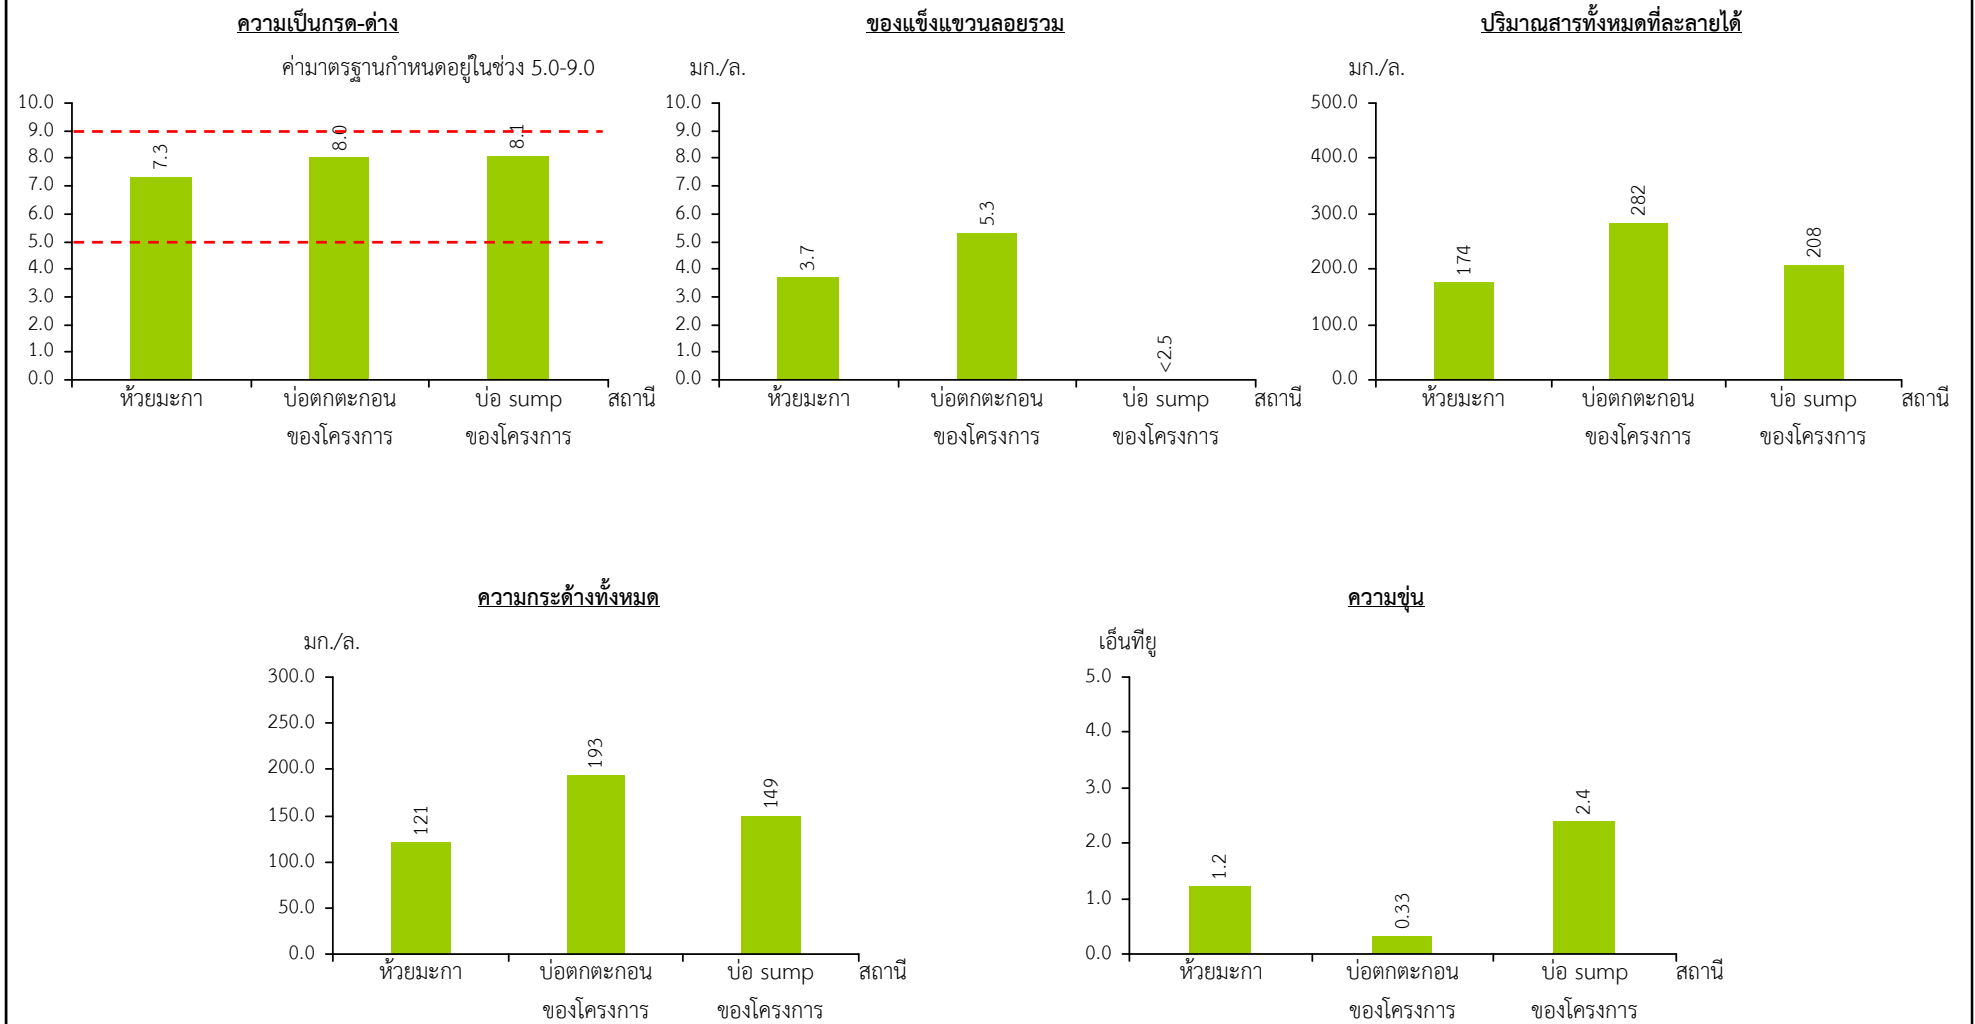 ความเป็นกรด-ด่าง
ค่ามาตรฐานกำหนดอยู่ในช่วง 5.0-9.0
10.0
9.0
8.0
7.0
6.0
5.0
4.0
3.0
2.0
1.0
0.0
7.3
8.0
8.1
ห้วยมะกา
บ่อตกตะกอน
ของโครงการ
บ่อ sump
ของโครงการ
สถานี
ของแข็งแขวนลอยรวม
มก./ล.
10.0
9.0
8.0
7.0
6.0
5.0
4.0
3.0
2.0
1.0
0.0
3.7
5.3
<2.5
ห้วยมะกา
บ่อตกตะกอน
ของโครงการ
บ่อ sump
ของโครงการ
สถานี
ปริมาณสารทั้งหมดที่ละลายได้
มก./ล.
500.0
400.0
300.0
200.0
100.0
0.0
174
282
208
ห้วยมะกา
บ่อตกตะกอน
ของโครงการ
บ่อ sump
ของโครงการ
สถานี
ความกระด้างทั้งหมด
มก./ล.
300.0
250.0
200.0
150.0
100.0
50.0
0.0
121
193
149
ห้วยมะกา
บ่อตกตะกอน
ของโครงการ
บ่อ sump
ของโครงการ
สถานี
ความขุ่น
เอ็นทียู
5.0
4.0
3.0
2.0
1.0
0.0
1.2
0.33
2.4
ห้วยมะกา
บ่อตกตะกอน
ของโครงการ
บ่อ sump
ของโครงการ
สถานี